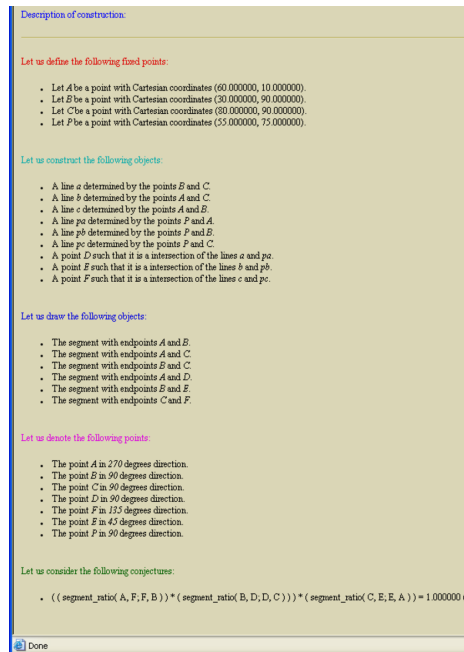 Description of construction:
Let us define the following fixed points:
Let A be a point with Cartesian coordinates (60.000000, 10.000000).
Let B be a point with Cartesian coordinates (30.000000, 90.000000).
Let C be a point with Cartesian coordinates (80.000000, 90.000000).
Let P be a point with Cartesian coordinates (55.000000, 75.000000).
Let us construct the following objects:
A line a determined by the points B and C.
A line b determined by the points A and C.
A line c determined by the points A and B.
A line pa determined by the points P and A.
A line pb determined by the points P and B.
A line pc determined by the points P and C.
A point D such that it is a intersection of the lines a and pa.
A point E such that it is a intersection of the lines b and pb.
A point F such that it is a intersection of the lines c and pc.
Let us draw the following objects:
The segment with endpoints A and B.
The segment with endpoints A and C.
The segment with endpoints B and C.
The segment with endpoints A and D.
The segment with endpoints B and E.
The segment with endpoints C and F.
Let us denote the following points:
The point A in 270 degrees direction.
The point B in 90 degrees direction.
The point C in 90 degrees direction.
The point D in 90 degrees direction.
The point F in 135 degrees direction.
The point E in 45 degrees direction.
The point P in 90 degrees direction.
Let us consider the following conjectures:
( ( segment_ratio( A, F; F, B ) ) * ( segment_ratio( B, D; D, C ) ) ) * ( segment_ratio( C, E; E, A ) ) = 1.000000
Done